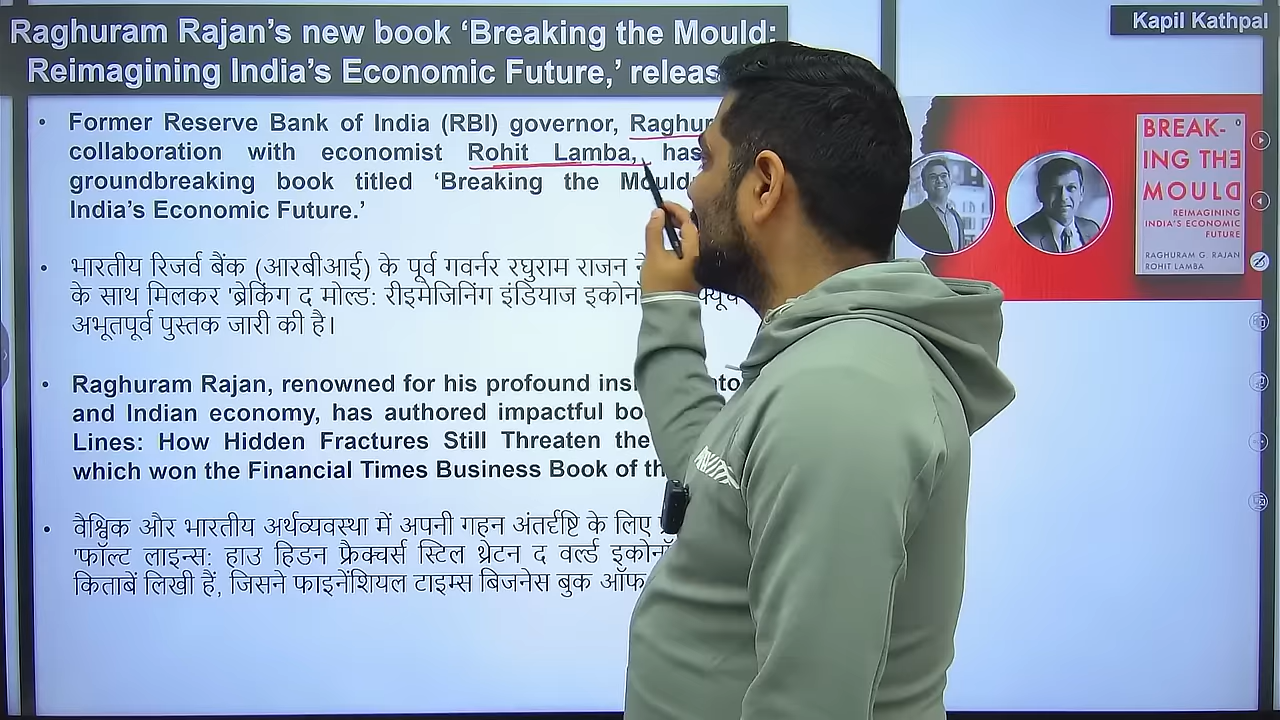 Raghuram Rajan's new book 'Breaking the Mould:
Reimagining India's Economic Future,' releas
Kapil Kathpal
• Former Reserve Bank of India (RBI) governor, Raghur
collaboration with economist Rohit Lamba, has
groundbreaking book titled 'Breaking the Mould
India's Economic Future.'
• भारतीय रिजर्व बैंक (आरबीआई) के पूर्व गवर्नर रघुराम राजन ने
के साथ मिलकर 'ब्रेकिंग द मोल्ड: रीइमेजिनिंग इंडियाज इकोनॉ क्यूच
अभूतपूर्व पुस्तक जारी की है।
• Raghuram Rajan, renowned for his profound ins nto
and Indian economy, has authored impactful bo
Lines: How Hidden Fractures Still Threaten the
which won the Financial Times Business Book of th
• वैश्विक और भारतीय अर्थव्यवस्था में अपनी गहन अंतर्दृष्टि के लिए
'फॉल्ट लाइन्स: हाउ हिडन फ्रैक्चर्स स्टिल थ्रेटन द वर्ल्ड इकोनॉ
किताबें लिखी हैं, जिसने फाइनेंशियल टाइम्स बिजनेस बुक ऑफ
BREAK-
ING THE
MOULD
REIMAGINING
INDIA'S ECONOMIC
FUTURE
RAGHURAM G. RAJAN
ROHIT LAMBA